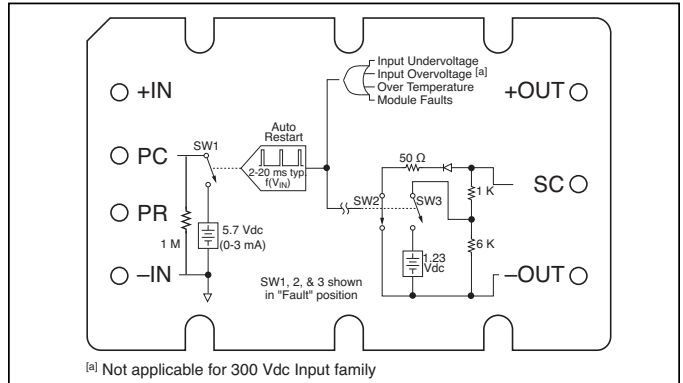 Input Undervoltage
Input Overvoltage [a]
Over Temperature
Module Faults
+IN
+OUT
Auto
Restart
PC
SW1
2-20 ms typ.
f(VIN)
50 Ω
SW2
SW3
1 K
SC
PR
1 M
5.7 Vdc
(0-3 mA)
1.23
Vdc
6 K
–IN
SW1, 2, & 3 shown
in "Fault" position
–OUT
[a] Not applicable for 300 Vdc Input family